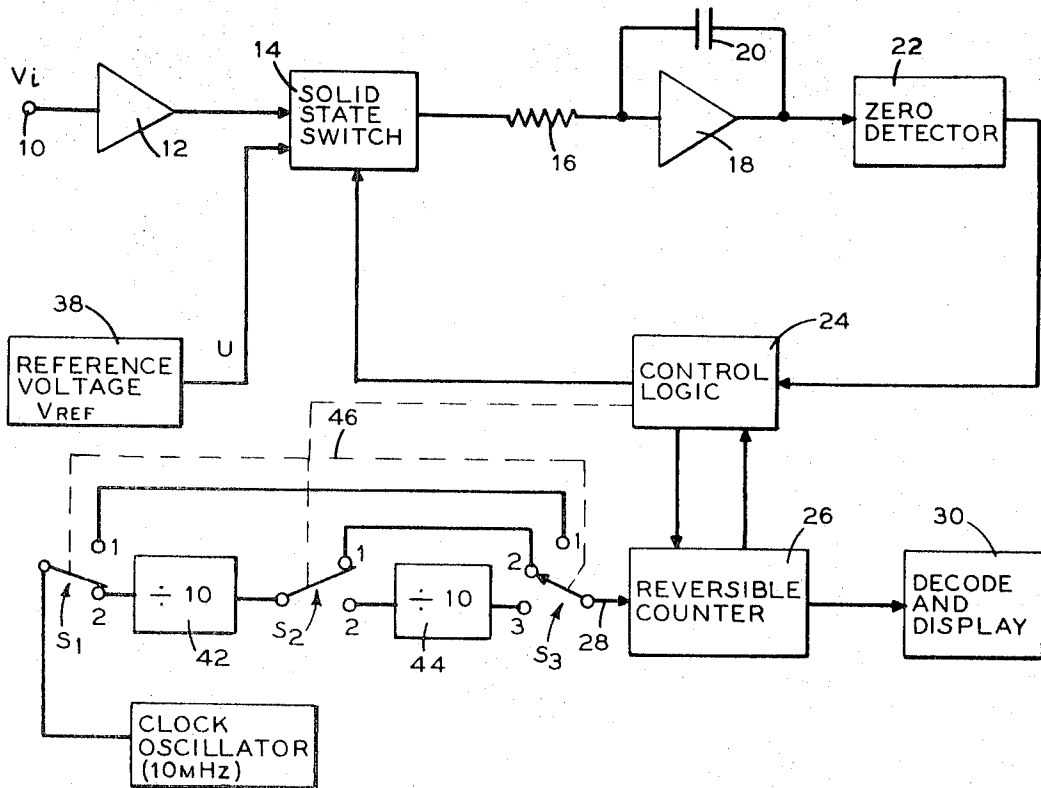 Vi
10
12
14
SOLID
STATE
SWITCH
16
20
18
22
ZERO
DETECTOR
38
REFERENCE
VOLTAGE
VREF
U
24
CONTROL
LOGIC
46
1
2
S1
÷ 10
42
1
2
S2
÷ 10
44
1
2
3
S3
28
26
REVERSIBLE
COUNTER
30
DECODE
AND
DISPLAY
CLOCK
OSCILLATOR
(10MHZ)